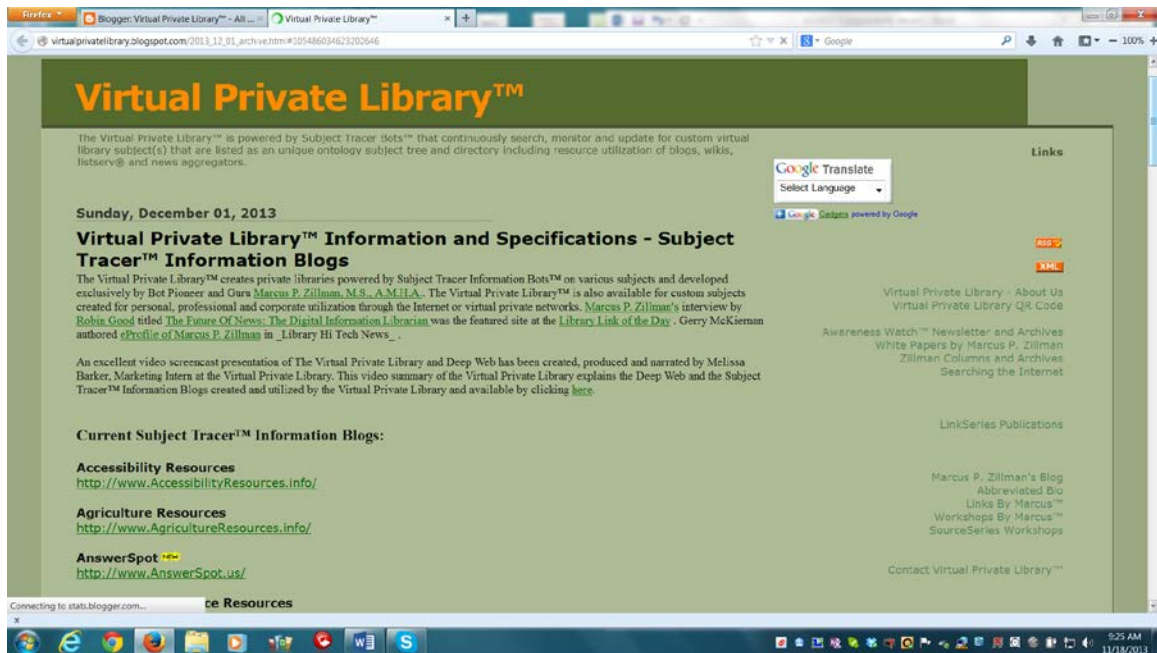 Firefox
Blogger: Virtual Private Library™ - All ...
Virtual Private Library™
virtualprivatelibrary.blogspot.com/2013_12_01_archive.html#105486034623202646
Google
100%
Virtual Private Library™
The Virtual Private Library™ is powered by Subject Tracer Bots™ that continuously search, monitor and update for custom virtual
library subject(s) that are listed as an unique ontology subject tree and directory including resource utilization of blogs, wikis,
listserv® and news aggregators.
Links
Google Translate
Select Language
Google Gadgets powered by Google
Sunday, December 01, 2013
Virtual Private Library™ Information and Specifications - Subject
Tracer™ Information Blogs
The Virtual Private Library™ creates private libraries powered by Subject Tracer Information Bots™ on various subjects and developed
exclusively by Bot Pioneer and Guru Marcus P. Zillman, M.S., A.M.H.A.. The Virtual Private Library™ is also available for custom subjects
created for personal, professional and corporate utilization through the Internet or virtual private networks. Marcus P. Zillman's interview by
Robin Good titled The Future Of News: The Digital Information Librarian was the featured site at the Library Link of the Day . Gerry McKiernan
authored eProfile of Marcus P. Zillman in _Library Hi Tech News_ .
An excellent video screencast presentation of The Virtual Private Library and Deep Web has been created, produced and narrated by Melissa
Barker, Marketing Intern at the Virtual Private Library. This video summary of the Virtual Private Library explains the Deep Web and the Subject
Tracer™ Information Blogs created and utilized by the Virtual Private Library and available by clicking here.
Current Subject Tracer™ Information Blogs:
Accessibility Resources
http://www.AccessibilityResources.info/
Agriculture Resources
http://www.AgricultureResources.info/
AnswerSpot NEW
http://www.AnswerSpot.us/
ce Resources
RSS
XML
Virtual Private Library - About Us
Virtual Private Library QR Code
Awareness Watch™ Newsletter and Archives
White Papers by Marcus P. Zillman
Zillman Columns and Archives
Searching the Internet
LinkSeries Publications
Marcus P. Zillman's Blog
Abbreviated Bio
Links By Marcus™
Workshops By Marcus™
SourceSeries Workshops
Contact Virtual Private Library™
Connecting to stats.blogger.com...
x
9:25 AM
11/18/2013